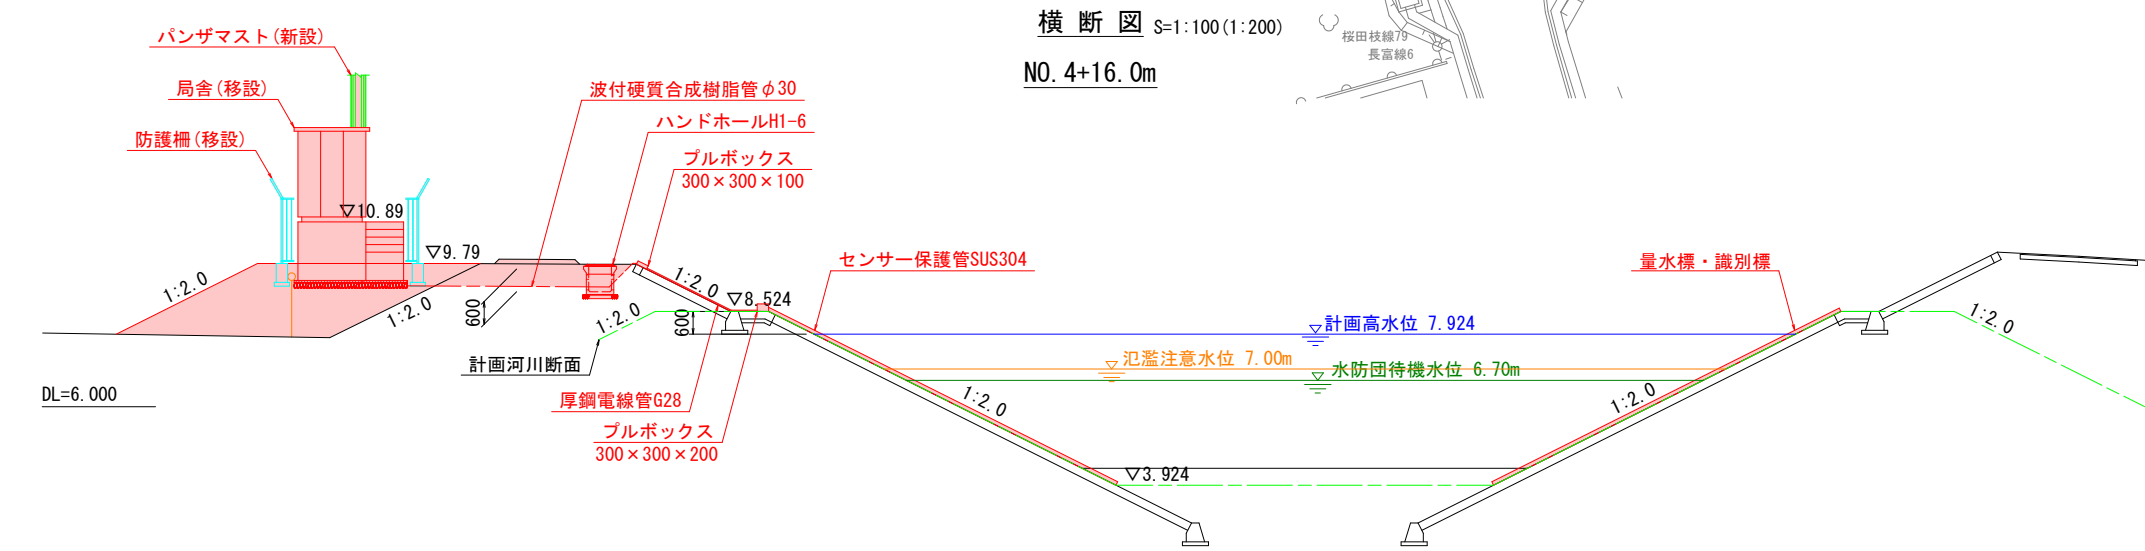 横 断 図 S=1:100(1:200)
NO.4+16.0m
桜田枝線79
長富線6
パンザマスト(新設)
局舎(移設)
防護柵(移設)
波付硬質合成樹脂管φ30
ハンドホールH1-6
プルボックス
300×300×100
▽10.89
▽9.79
1:2.0
1:2.0
600
1:2.0
1:2.0
▽8.524
600
センサー保護管SUS304
量水標・識別標
計画高水位 7.924
氾濫注意水位 7.00m
水防団待機水位 6.70m
1:2.0
計画河川断面
DL=6.000
厚鋼電線管G28
プルボックス
300×300×200
1:2.0
1:2.0
▽3.924